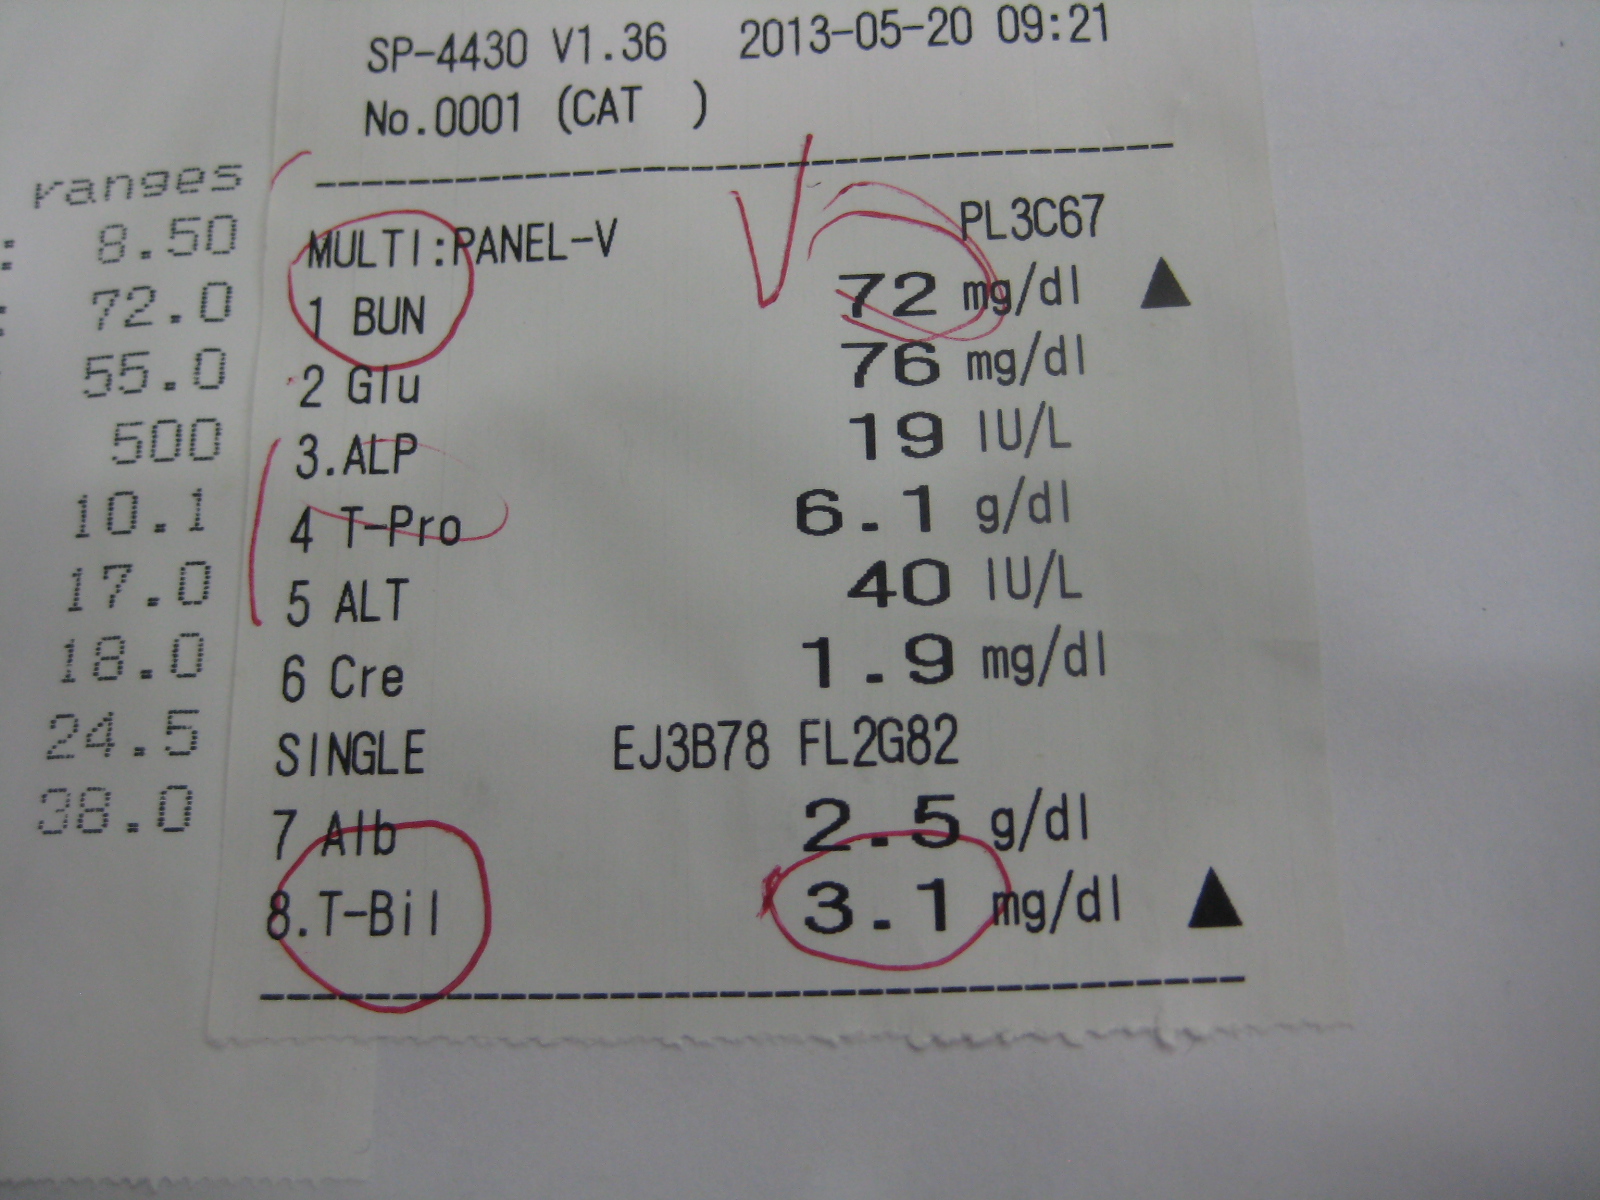 SP-4430 V1.36 2013-05-20 09:21
No.0001 (CAT )
MULTI:PANEL-V PL3C67
1 BUN 72 mg/dl ▲
2 Glu 76 mg/dl
3.ALP 19 IU/L
4 T-Pro 6.1 g/dl
5 ALT 40 IU/L
6 Cre 1.9 mg/dl
SINGLE EJ3B78 FL2G82
7 Alb 2.5 g/dl
8.T-Bil 3.1 mg/dl ▲
ranges
: 8.50
: 72.0
55.0
500
10.1
17.0
18.0
24.5
38.0